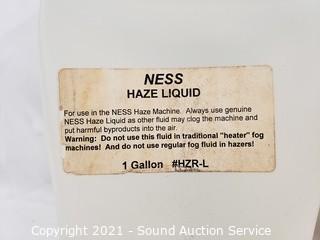 NESS
HAZE LIQUID
For use in the NESS Haze Machine. Always use genuine
NESS Haze Liquid as other fluid may clog the machine and
put harmful byproducts into the air.
Warning: Do not use this fluid in traditional "heater" fog
machines! And do not use regular fog fluid in hazers!
1 Gallon #HZR-L
Copyright 2021 - Sound Auction Service